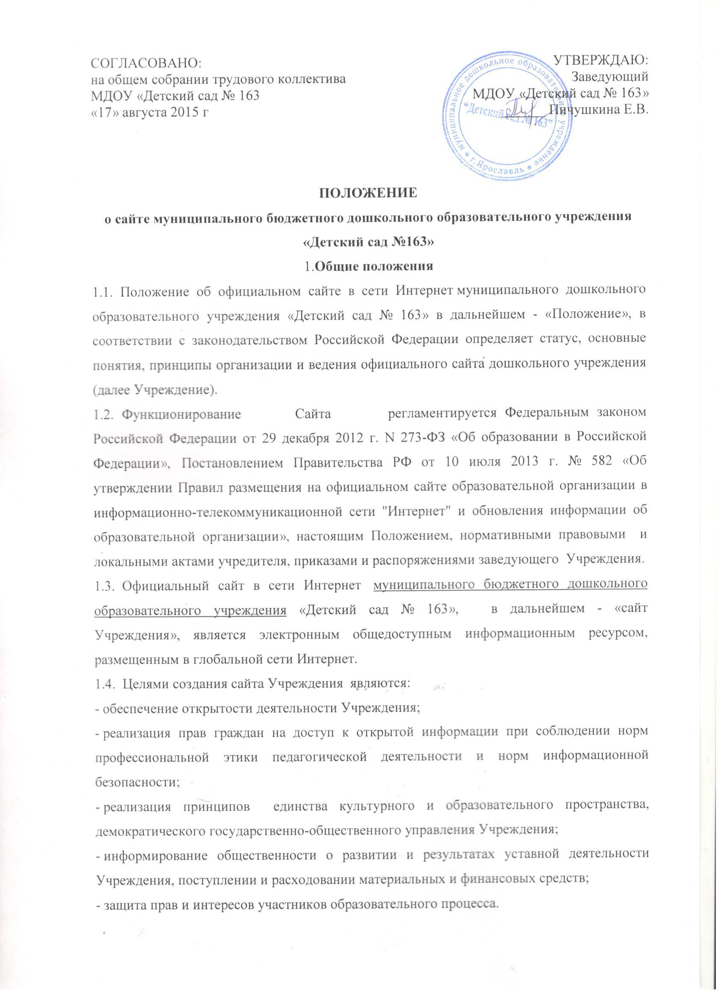 СОГЛАСОВАНО:
на общем собрании трудового коллектива
МДОУ «Детский сад № 163
«17» августа 2015 г
УТВЕРЖДАЮ:
Заведующий
МДОУ «Детский сад № 163»
______ Пичушкина Е.В.
* муниципальное дошкольное образовательное учреждение * г. Ярославль
“Детский сад № 163”
ПОЛОЖЕНИЕ
о сайте муниципального бюджетного дошкольного образовательного учреждения
«Детский сад №163»
1.Общие положения
1.1. Положение об официальном сайте в сети Интернет муниципального дошкольного
образовательного учреждения «Детский сад № 163» в дальнейшем - «Положение», в
соответствии с законодательством Российской Федерации определяет статус, основные
понятия, принципы организации и ведения официального сайта дошкольного учреждения
(далее Учреждение).
1.2. Функционирование Сайта регламентируется Федеральным законом
Российской Федерации от 29 декабря 2012 г. N 273-ФЗ «Об образовании в Российской
Федерации», Постановлением Правительства РФ от 10 июля 2013 г. № 582 «Об
утверждении Правил размещения на официальном сайте образовательной организации в
информационно-телекоммуникационной сети "Интернет" и обновления информации об
образовательной организации», настоящим Положением, нормативными правовыми и
локальными актами учредителя, приказами и распоряжениями заведующего Учреждения.
1.3. Официальный сайт в сети Интернет муниципального бюджетного дошкольного
образовательного учреждения «Детский сад № 163», в дальнейшем - «сайт
Учреждения», является электронным общедоступным информационным ресурсом,
размещенным в глобальной сети Интернет.
1.4. Целями создания сайта Учреждения являются:
- обеспечение открытости деятельности Учреждения;
- реализация прав граждан на доступ к открытой информации при соблюдении норм
профессиональной этики педагогической деятельности и норм информационной
безопасности;
- реализация принципов единства культурного и образовательного пространства,
демократического государственно-общественного управления Учреждения;
- информирование общественности о развитии и результатах уставной деятельности
Учреждения, поступлении и расходовании материальных и финансовых средств;
- защита прав и интересов участников образовательного процесса.